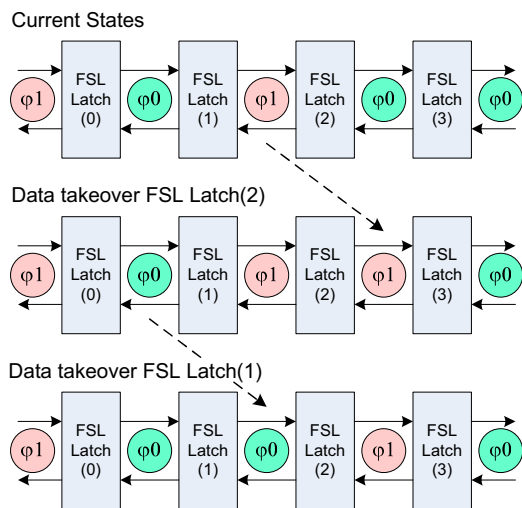 Current States
φ1
FSL
Latch
(0)
φ0
FSL
Latch
(1)
φ1
FSL
Latch
(2)
φ0
FSL
Latch
(3)
φ0
Data takeover FSL Latch(2)
φ1
FSL
Latch
(0)
φ0
FSL
Latch
(1)
φ1
FSL
Latch
(2)
φ1
FSL
Latch
(3)
φ0
Data takeover FSL Latch(1)
φ1
FSL
Latch
(0)
φ0
FSL
Latch
(1)
φ0
FSL
Latch
(2)
φ1
FSL
Latch
(3)
φ0